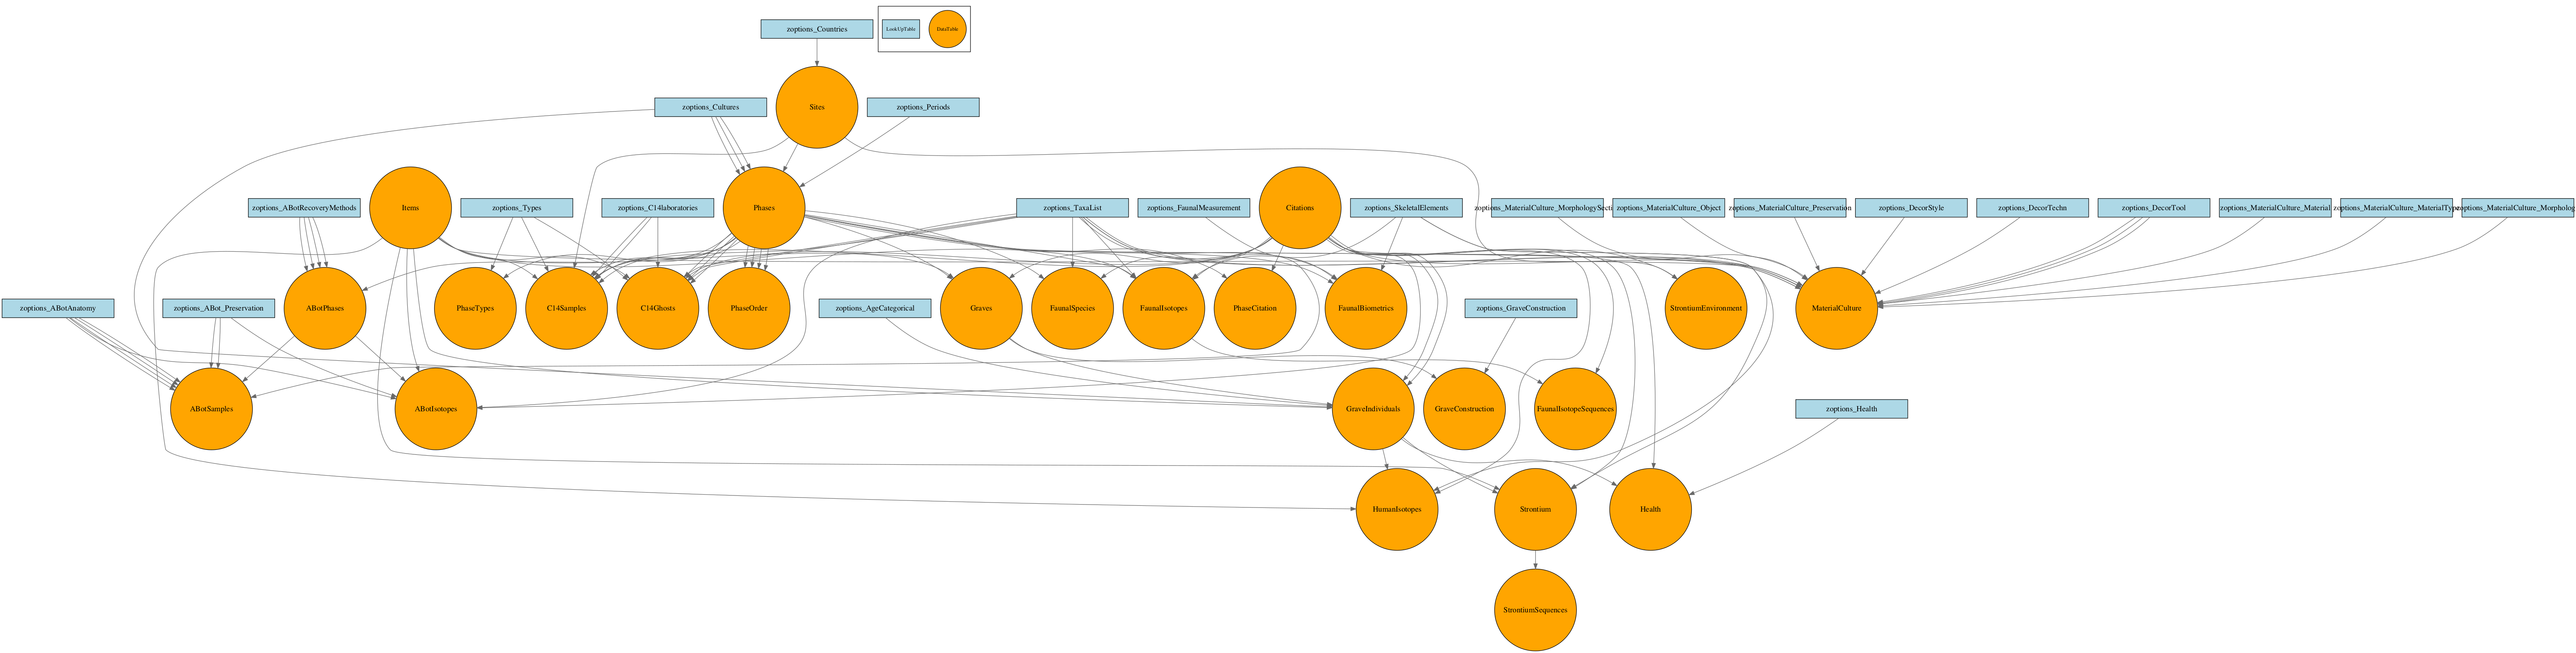 zoptions_Countries
LookUpTable
DataTable
zoptions_Cultures
Sites
zoptions_Periods
zoptions_ABotRecoveryMethods
Items
zoptions_Types
zoptions_C14laboratories
Phases
zoptions_TaxaList
zoptions_FaunalMeasurement
Citations
zoptions_SkeletalElements
zoptions_MaterialCulture_MorphologySecti
zoptions_MaterialCulture_Object
zoptions_MaterialCulture_Preservation
zoptions_DecorStyle
zoptions_DecorTechn
zoptions_DecorTool
zoptions_MaterialCulture_Material
zoptions_MaterialCulture_MaterialTyp
zoptions_MaterialCulture_Morpholog
zoptions_ABotAnatomy
zoptions_ABot_Preservation
ABotPhases
PhaseTypes
C14Samples
C14Ghosts
PhaseOrder
zoptions_AgeCategorical
Graves
FaunalSpecies
FaunalIsotopes
PhaseCitation
FaunalBiometrics
zoptions_GraveConstruction
StrontiumEnvironment
MaterialCulture
ABotSamples
ABotIsotopes
GraveIndividuals
GraveConstruction
FaunalIsotopeSequences
zoptions_Health
HumanIsotopes
Strontium
Health
StrontiumSequences